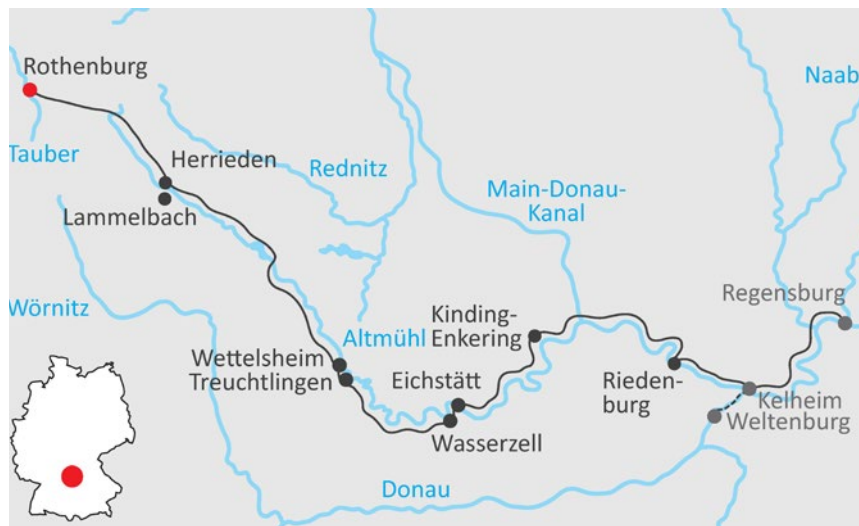 Rothenburg
Naab
Tauber
Herrieden
Rednitz
Lammelbach
Main-Donau-
Kanal
Wörnitz
Regensburg
Kinding-
Enkering
Altmühl
Wettelsheim
Treuchtlingen
Eichstätt
Rieden-
burg
Kelheim
Weltenburg
Wasserzell
Donau